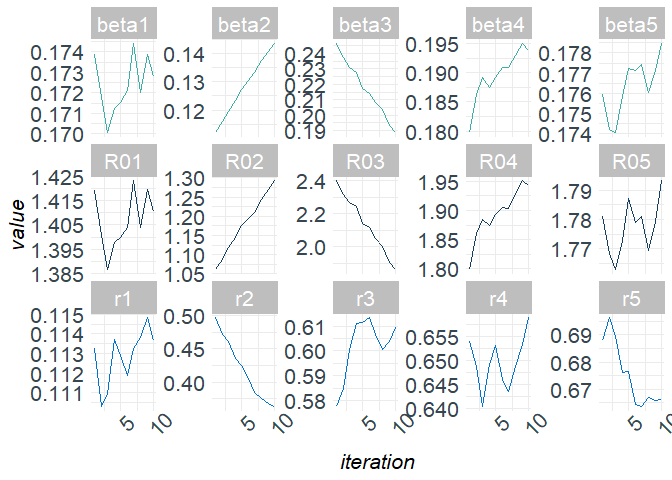 beta1 beta2 beta3 beta4 beta5
0.174 0.173 0.172 0.171 0.170
0.14 0.13 0.12
0.24 0.23 0.22 0.21 0.20 0.19
0.195 0.190 0.185 0.180
0.178 0.177 0.176 0.175 0.174
R01 R02 R03 R04 R05
1.425 1.415 1.405 1.395 1.385
1.30 1.25 1.20 1.15 1.10 1.05
2.4 2.2 2.0
1.95 1.90 1.85 1.80
1.79 1.78 1.77
value
r1 r2 r3 r4 r5
0.115 0.114 0.113 0.112 0.111
0.50 0.45 0.40
0.61 0.60 0.59 0.58
0.655 0.650 0.645 0.640
0.69 0.68 0.67
5 10 5 10 5 10 5 10 5 10
iteration